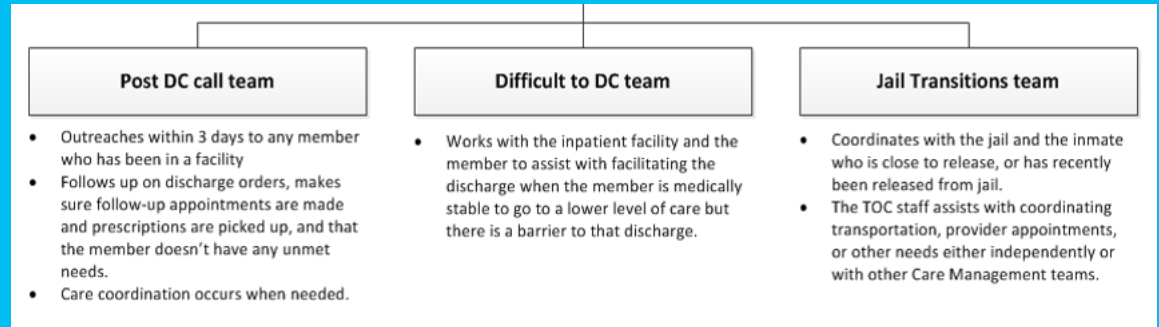 Post DC call team
• Outreaches within 3 days to any member
who has been in a facility
• Follows up on discharge orders, makes
sure follow-up appointments are made
and prescriptions are picked up, and that
the member doesn't have any unmet
needs.
• Care coordination occurs when needed.
Difficult to DC team
• Works with the inpatient facility and the
member to assist with facilitating the
discharge when the member is medically
stable to go to a lower level of care but
there is a barrier to that discharge.
Jail Transitions team
• Coordinates with the jail and the inmate
who is close to release, or has recently
been released from jail.
• The TOC staff assists with coordinating
transportation, provider appointments,
or other needs either independently or
with other Care Management teams.